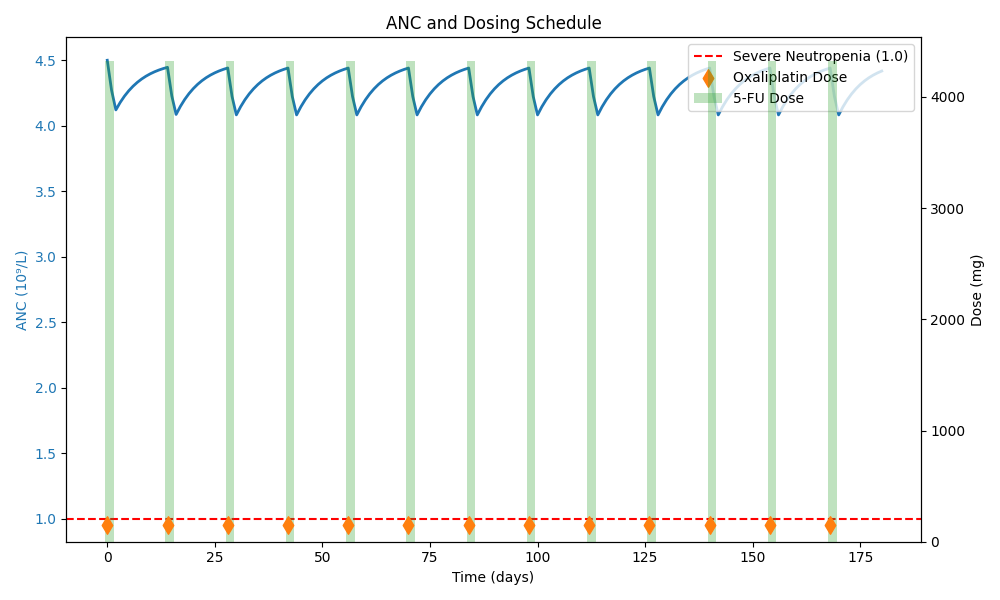 ANC and Dosing Schedule
Severe Neutropenia (1.0)
Oxaliplatin Dose
5-FU Dose
4.5
4.0
3.5
3.0
2.5
2.0
1.5
1.0
ANC (10⁹/L)
4000
3000
2000
1000
0
Dose (mg)
0 25 50 75 100 125 150 175
Time (days)